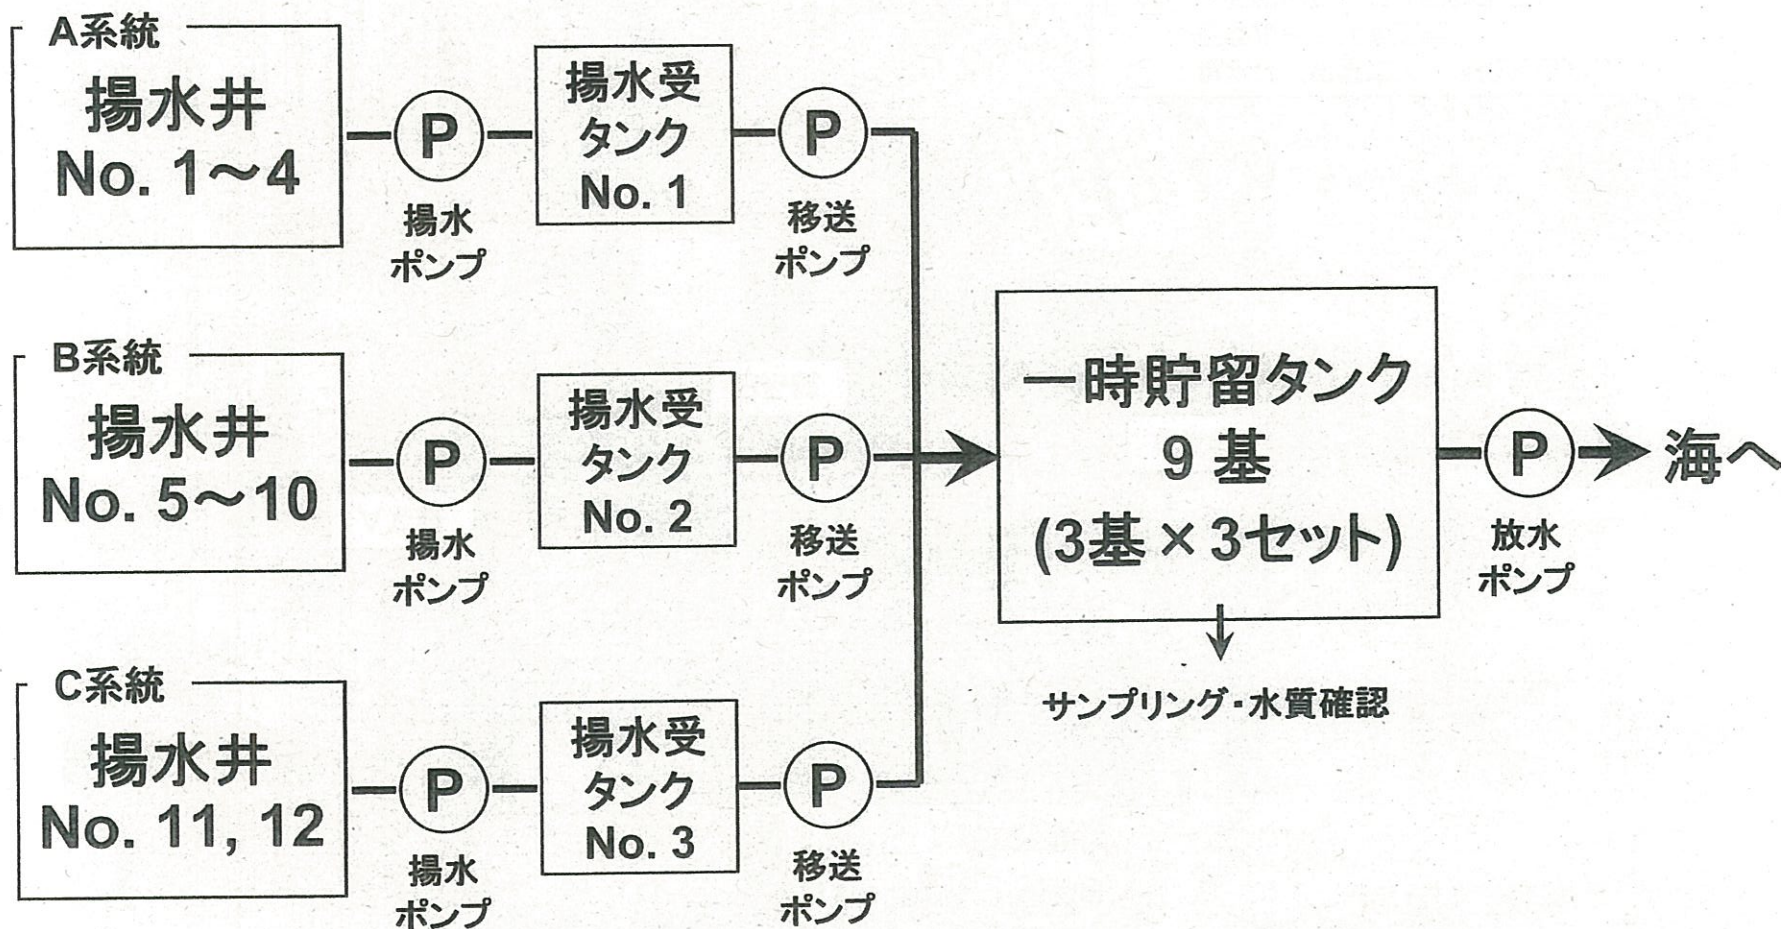 A系統
揚水井
No. 1～4
P
揚水
ポンプ
揚水受
タンク
No. 1
P
移送
ポンプ
B系統
揚水井
No. 5～10
P
揚水
ポンプ
揚水受
タンク
No. 2
P
移送
ポンプ
C系統
揚水井
No. 11, 12
P
揚水
ポンプ
揚水受
タンク
No. 3
P
移送
ポンプ
一時貯留タンク
9 基
(3基 × 3セット)
サンプリング・水質確認
P
放水
ポンプ
海へ